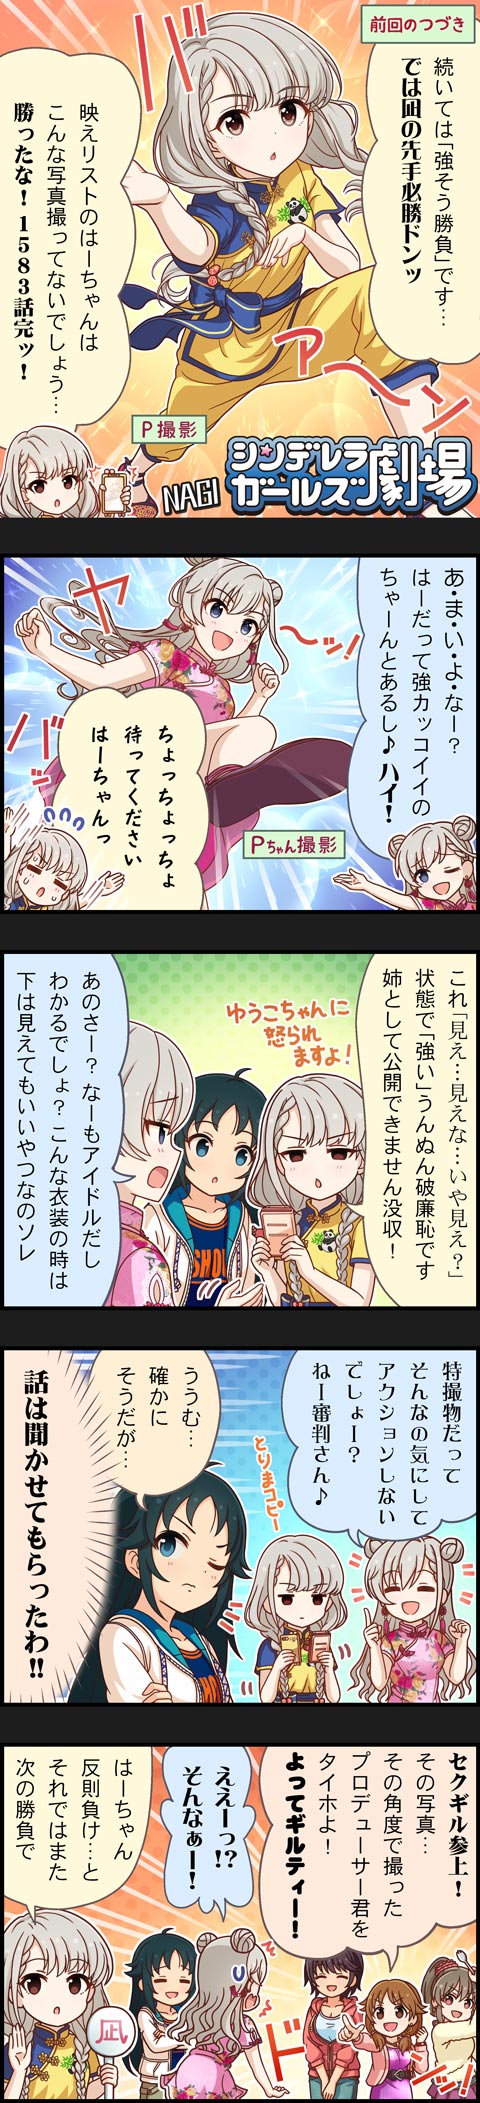 前回のつづき
続いては「強そう勝負」です…
では凪の先手必勝ドンッ
バ
アーン
映えリストのはーちゃんは
こんな写真撮ってないでしょう…
勝ったな！1583話完ッ！
P撮影
NAGI
シンデレラ
ガールズ劇場
あ・ま・い・よ・なー？
はーだって強カッコイイの
ちゃーんとあるし♪ハイ！
ヤ
〜ッ！
Pちゃん撮影
ちょっちょっちょ
待ってください
はーちゃんっ
バッ
これ「見え…見えな…いや見え？」
状態で「強い」うんぬん破廉恥です
姉として公開できません没収！
ゆうこちゃんに
怒られ
ますよ！
あのさー？なーもアイドルだし
わかるでしょ？こんな衣装の時は
下は見えてもいいやつなのソレ
SHO
特撮物だって
そんなの気にして
アクションしない
でしょー？
ねー審判さん♪
とりまコピー
ううむ…
確かに
そうだが…
話は聞かせてもらったわ!!
セクギル参上！
その写真…
その角度で撮った
プロデューサー君を
タイホよ！
よってギルティー！
ええーっ!?
そんなぁー！
はーちゃん
反則負け…と
それではまた
次の勝負で
凪
ドンッ！